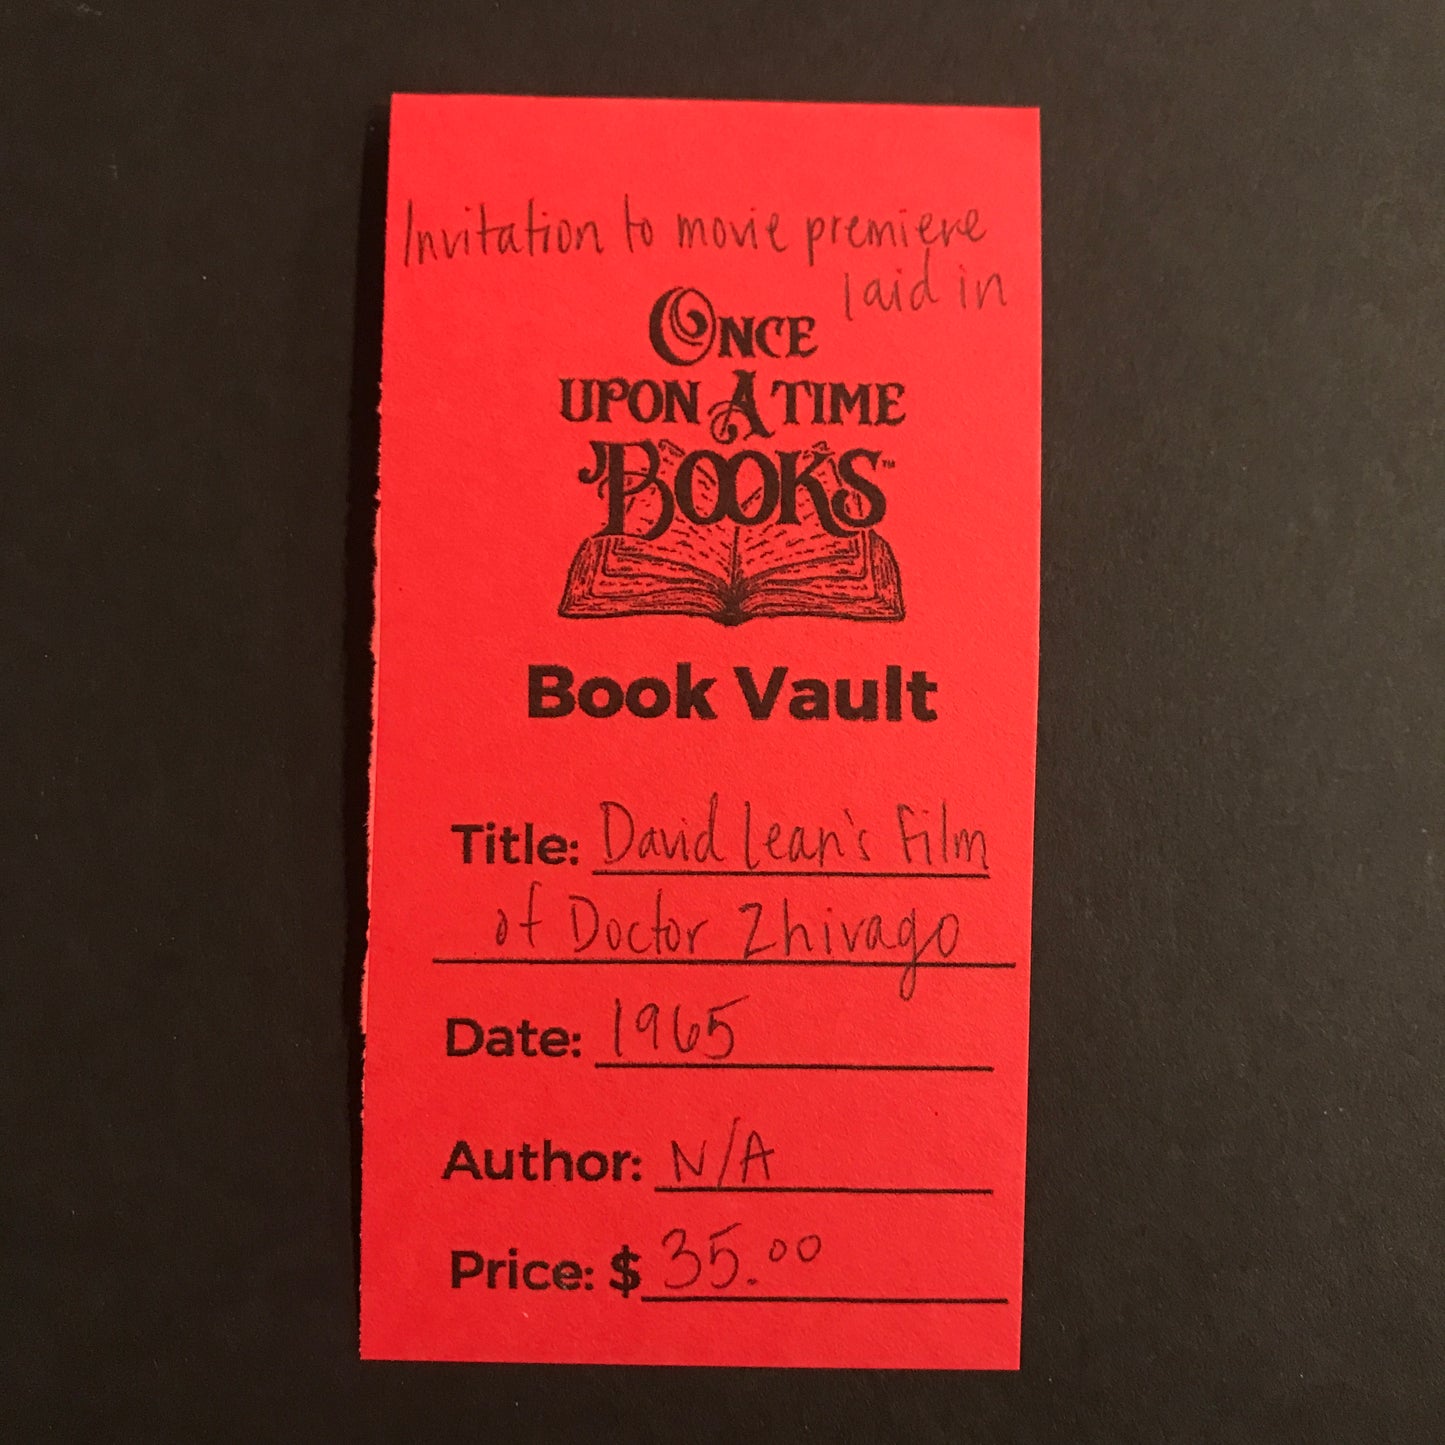 Invitation to movie premiere
laid in
ONCE
UPON A TIME
BOOKS™
Book Vault
Title: David Lean's Film
of Doctor Zhivago
Date: 1965
Author: N/A
Price: $ 35.00